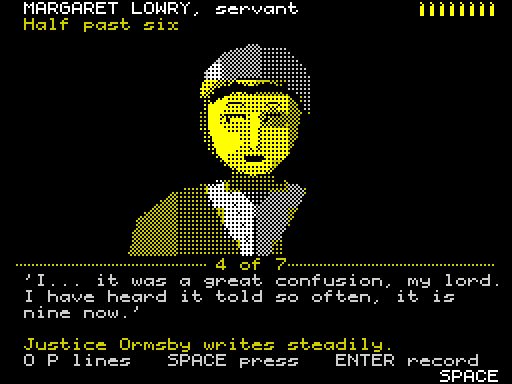 MARGARET LOWRY, servant
Half past six
4 of 7
'I... it was a great confusion, my lord.
I have heard it told so often, it is
nine now.'
Justice Ormsby writes steadily.
O P lines   SPACE press   ENTER record
SPACE